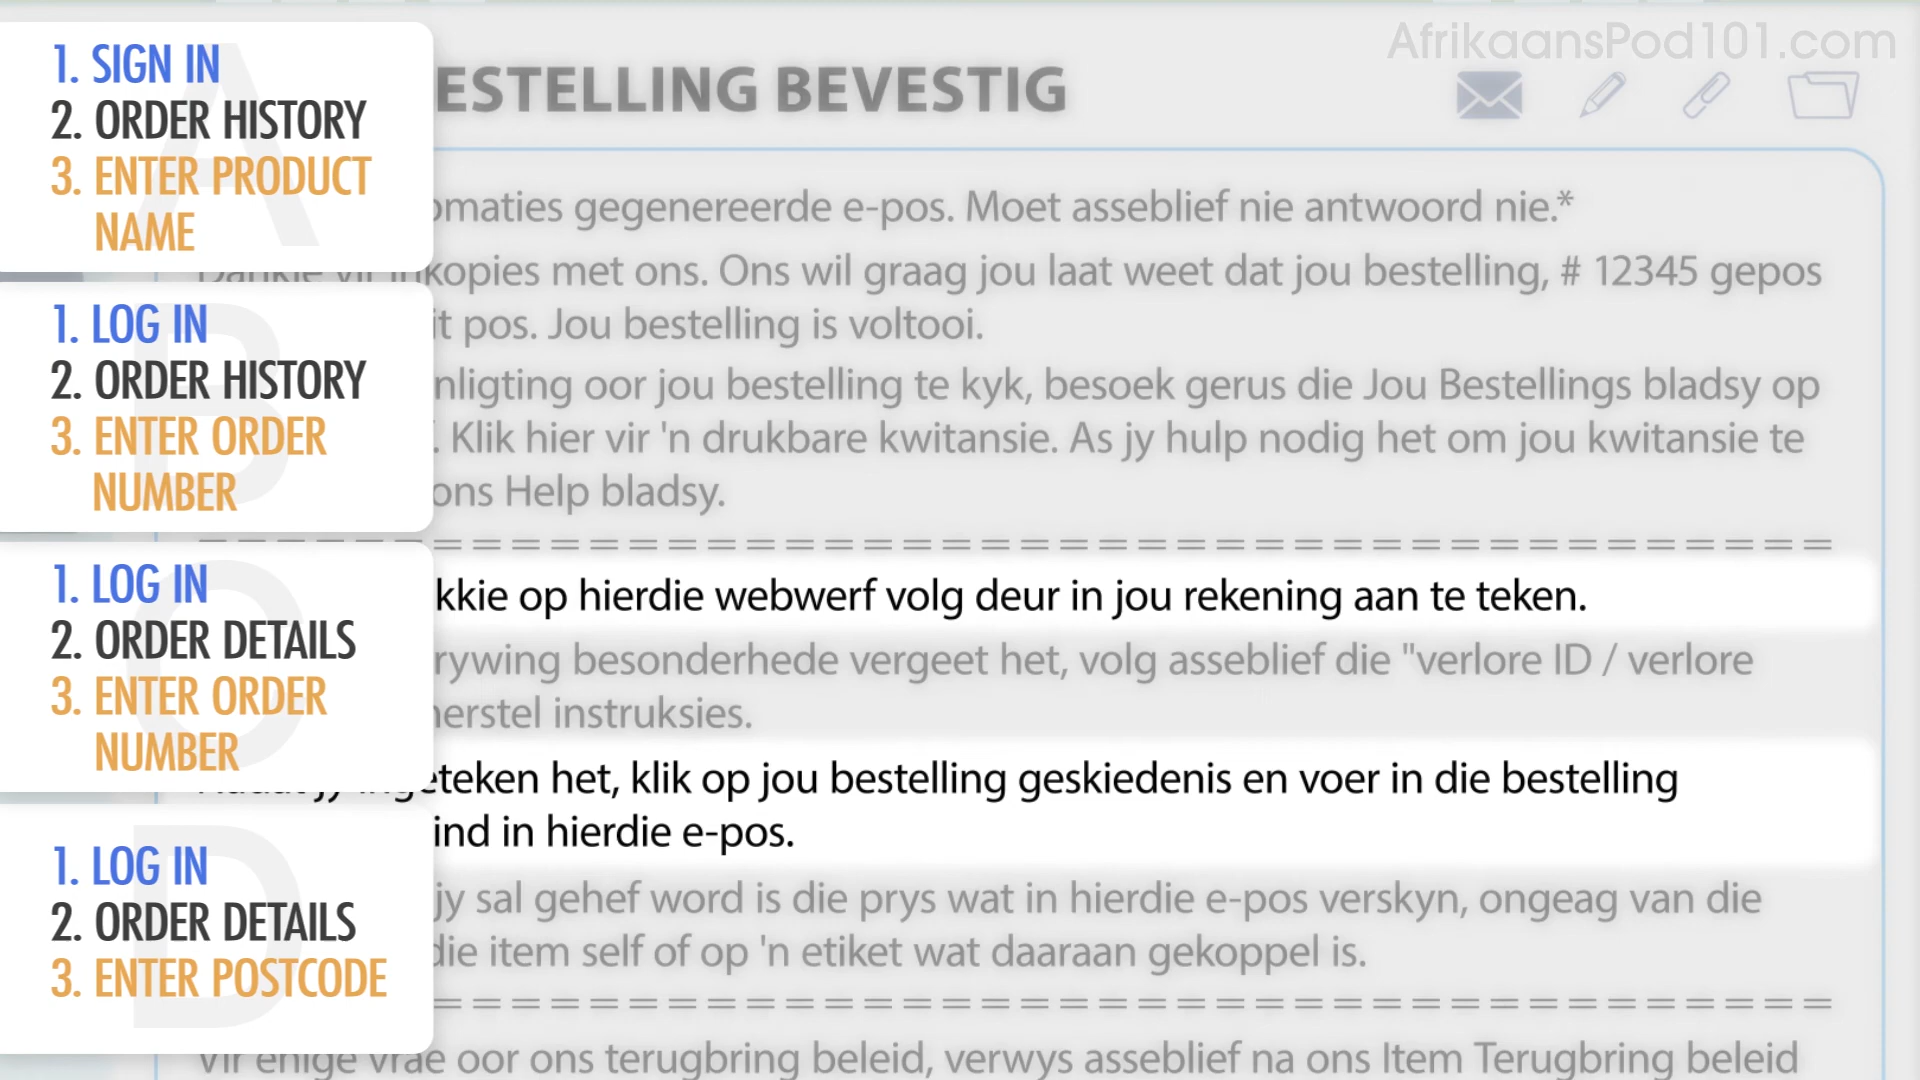 AfrikaansPod101.com
A
1. SIGN IN
2. ORDER HISTORY
3. ENTER PRODUCT
NAME
B
1. LOG IN
2. ORDER HISTORY
3. ENTER ORDER
NUMBER
C
1. LOG IN
2. ORDER DETAILS
3. ENTER ORDER
NUMBER
D
1. LOG IN
2. ORDER DETAILS
3. ENTER POSTCODE
ESTELLING BEVESTIG
omaties gegenereerde e-pos. Moet asseblief nie antwoord nie.*
kopies met ons. Ons wil graag jou laat weet dat jou bestelling, # 12345 gepos
it pos. Jou bestelling is voltooi.
nligting oor jou bestelling te kyk, besoek gerus die Jou Bestellings bladsy op
. Klik hier vir 'n drukbare kwitansie. As jy hulp nodig het om jou kwitansie te
ons Help bladsy.
==========================================
kkie op hierdie webwerf volg deur in jou rekening aan te teken.
rywing besonderhede vergeet het, volg asseblief die "verlore ID / verlore
herstel instruksies.
eteken het, klik op jou bestelling geskiedenis en voer in die bestelling
ind in hierdie e-pos.
jy sal gehef word is die prys wat in hierdie e-pos verskyn, ongeag van die
die item self of op 'n etiket wat daaraan gekoppel is.
====================================
Vir enige vrae oor ons terugbring beleid, verwys asseblief na ons Item Terugbring beleid